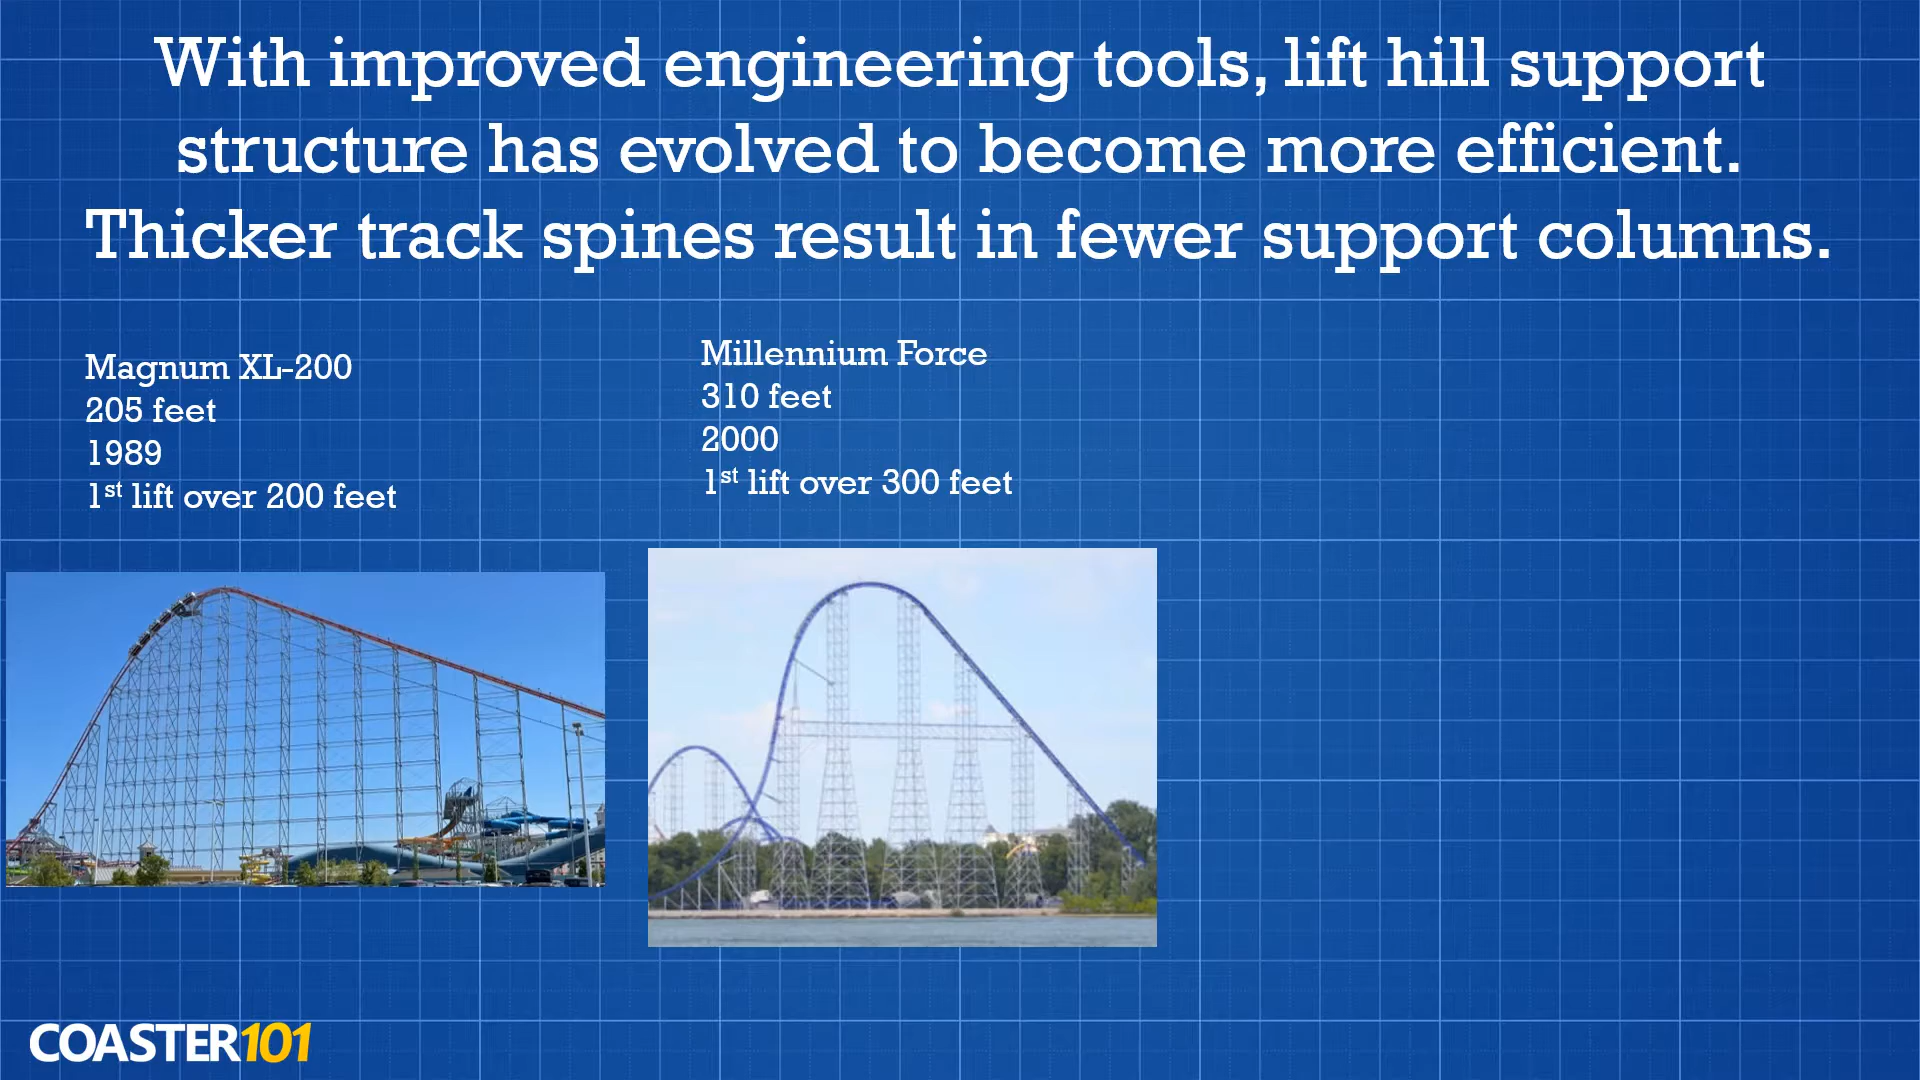 With improved engineering tools, lift hill support
structure has evolved to become more efficient.
Thicker track spines result in fewer support columns.
Magnum XL-200
205 feet
1989
1st lift over 200 feet
Millennium Force
310 feet
2000
1st lift over 300 feet
COASTER101